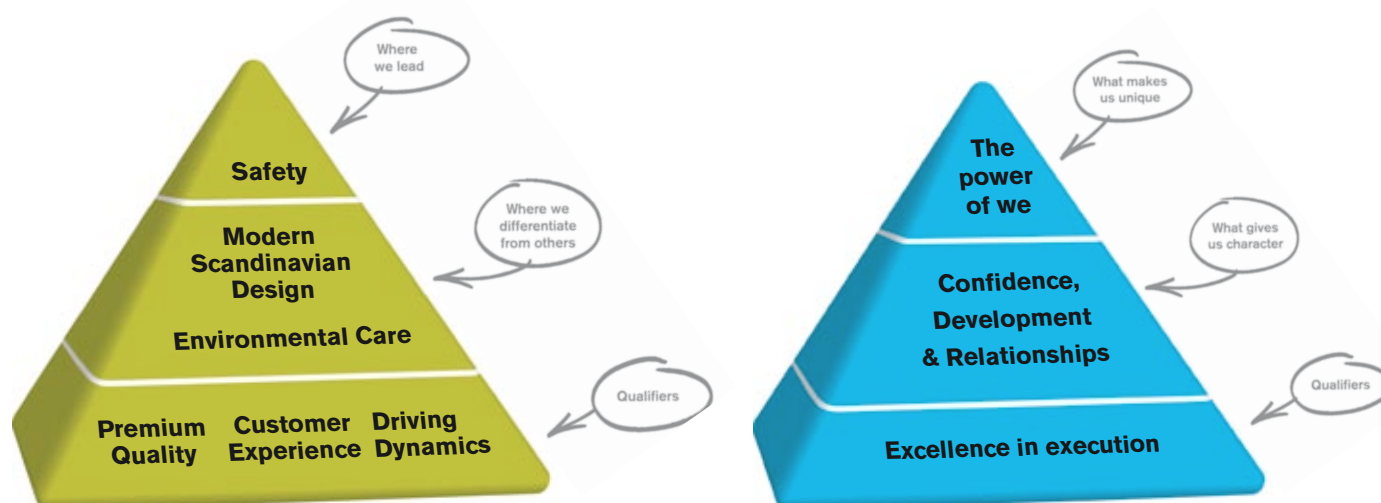 Where
we lead
Safety
Where we
differentiate
from others
Modern
Scandinavian
Design
Environmental Care
Qualifiers
Premium
Quality
Customer
Experience
Driving
Dynamics
What makes
us unique
The
power
of we
What gives
us character
Confidence,
Development
& Relationships
Qualifiers
Excellence in execution